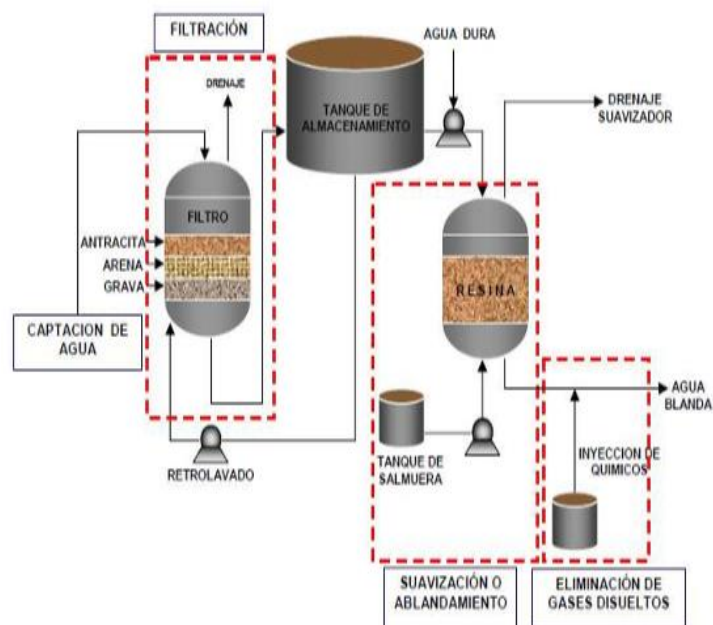 FILTRACIÓN
DRENAJE
TANQUE DE
ALMACENAMIENTO
AGUA DURA
DRENAJE
SUAVIZADOR
FILTRO
ANTRACITA
ARENA
GRAVA
CAPTACION DE
AGUA
RESINA
RETROLAVADO
TANQUE DE
SALMUERA
AGUA
BLANDA
INYECCION DE
QUIMICOS
SUAVIZACIÓN O
ABLANDAMIENTO
ELIMINACIÓN DE
GASES DISUELTOS